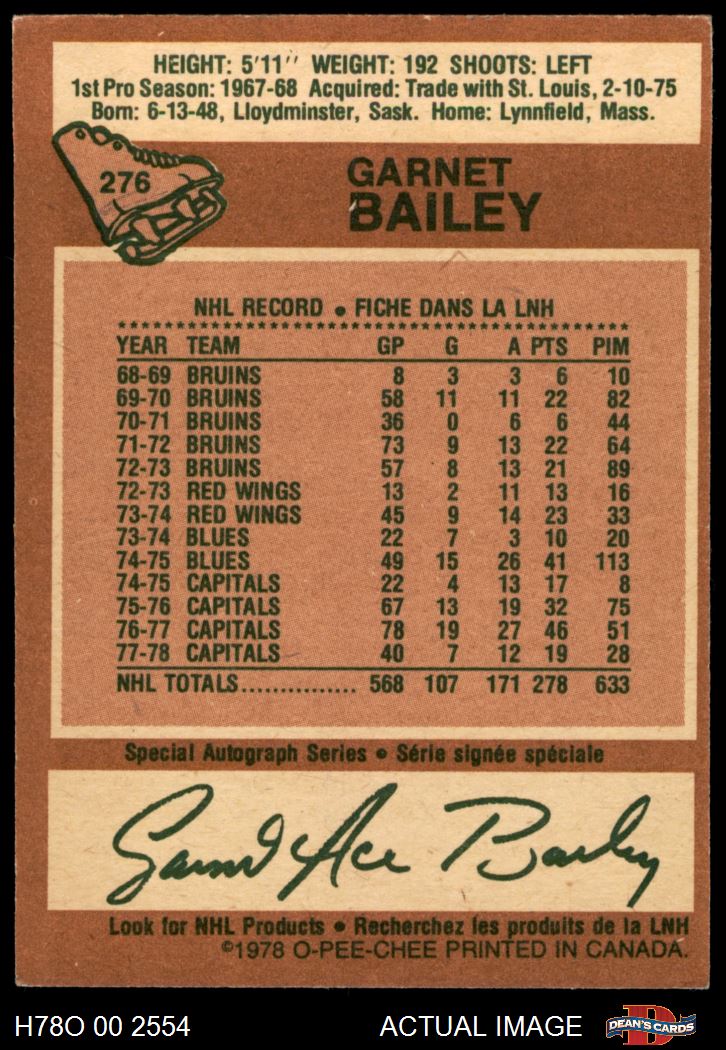 HEIGHT: 5'11'' WEIGHT: 192 SHOOTS: LEFT
1st Pro Season: 1967-68 Acquired: Trade with St. Louis, 2-10-75
Born: 6-13-48, Lloydminster, Sask. Home: Lynnfield, Mass.
276
GARNET
BAILEY
NHL RECORD • FICHE DANS LA LNH
YEAR TEAM GP G A PTS PIM
68-69 BRUINS 8 3 3 6 10
69-70 BRUINS 58 11 11 22 82
70-71 BRUINS 36 0 6 6 44
71-72 BRUINS 73 9 13 22 64
72-73 BRUINS 57 8 13 21 89
72-73 RED WINGS 13 2 11 13 16
73-74 RED WINGS 45 9 14 23 33
73-74 BLUES 22 7 3 10 20
74-75 BLUES 49 15 26 41 113
74-75 CAPITALS 22 4 13 17 8
75-76 CAPITALS 67 13 19 32 75
76-77 CAPITALS 78 19 27 46 51
77-78 CAPITALS 40 7 12 19 28
NHL TOTALS............... 568 107 171 278 633
Special Autograph Series • Série signée spéciale
Garnet Ace Bailey
Look for NHL Products • Recherchez les produits de la LNH
©1978 O-PEE-CHEE PRINTED IN CANADA.
H78O 00 2554 ACTUAL IMAGE D DEAN'S CARDS